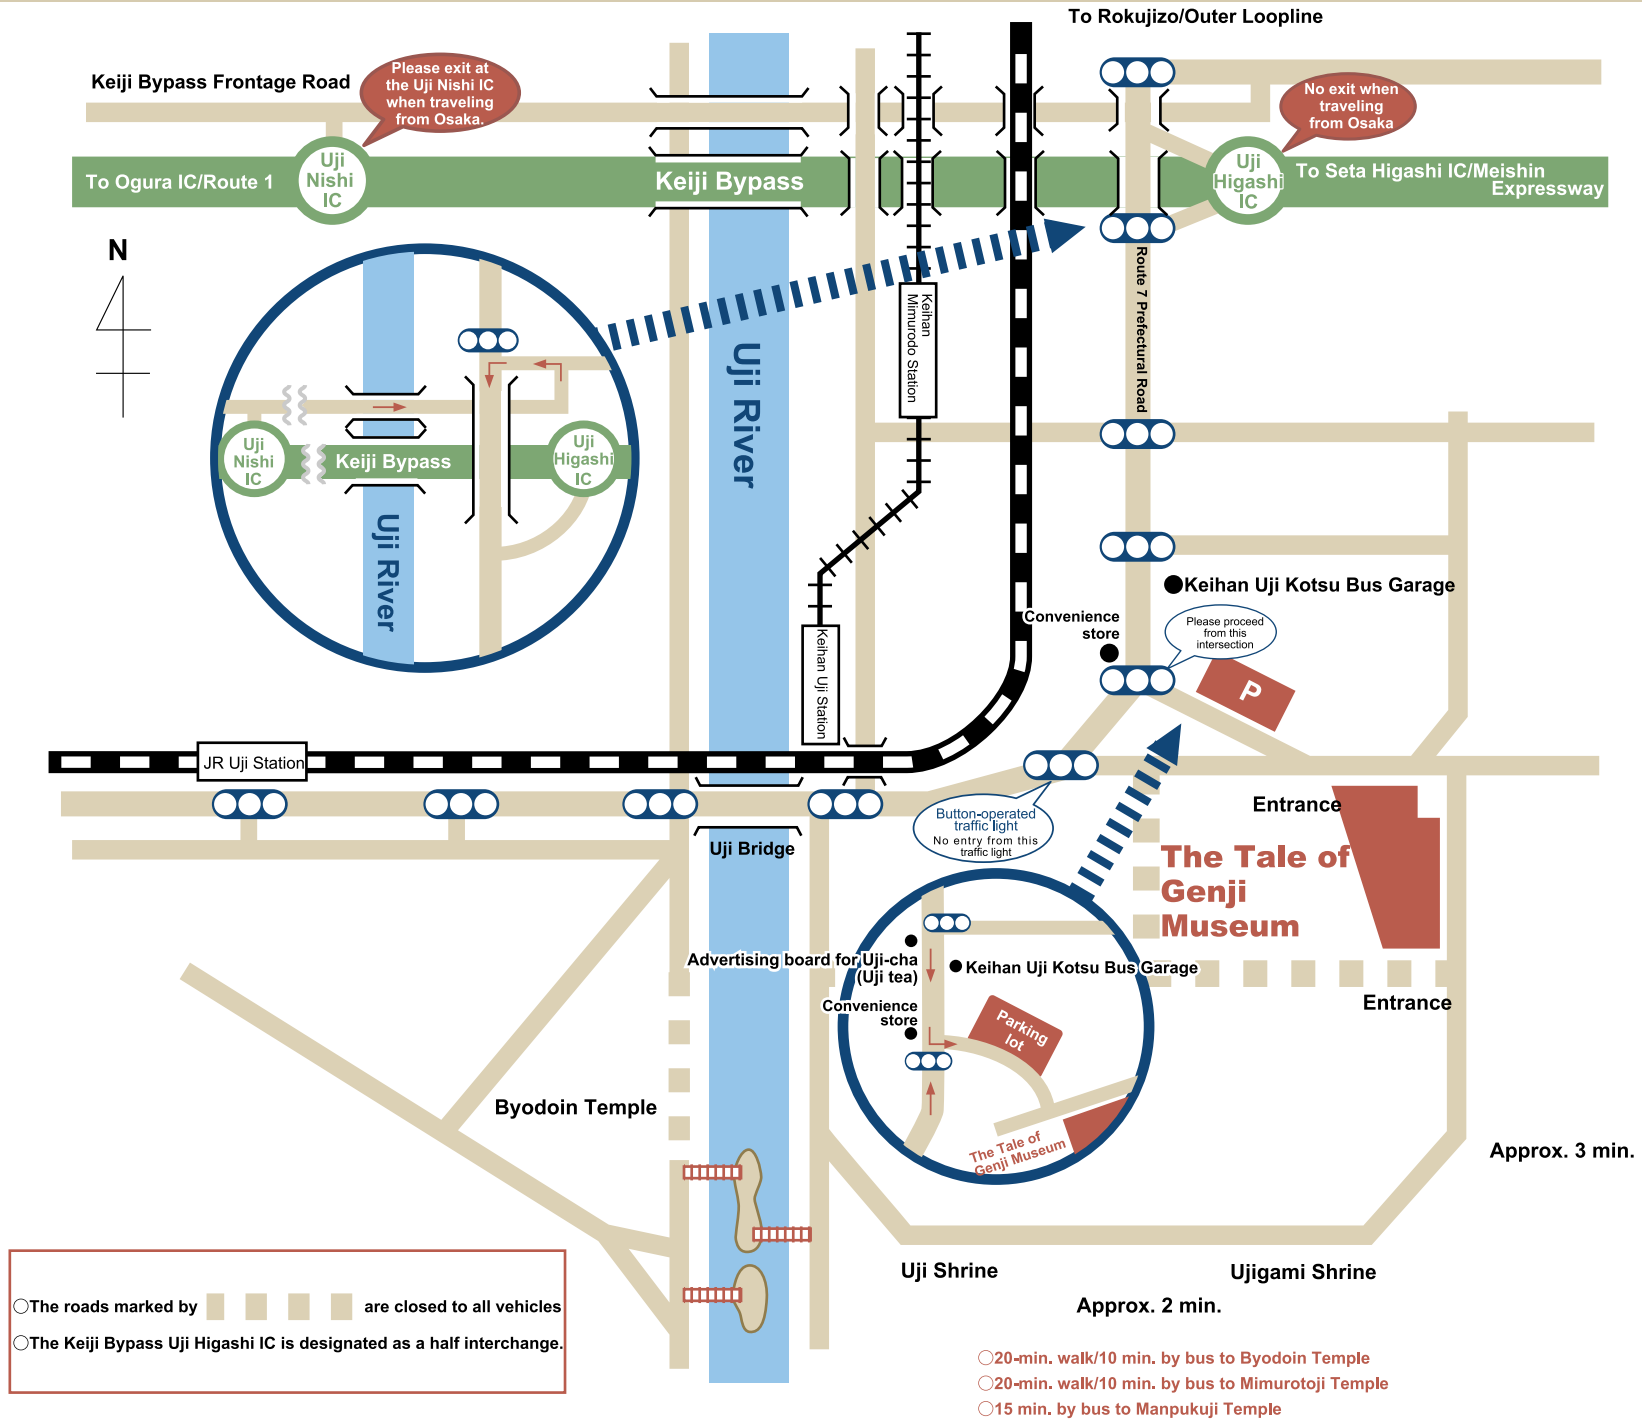 To Rokujizo/Outer Loopline
Keiji Bypass Frontage Road
Please exit at
the Uji Nishi IC
when traveling
from Osaka.
No exit when
traveling
from Osaka
To Ogura IC/Route 1
Uji
Nishi
IC
Keiji Bypass
Uji
Higashi
IC
To Seta Higashi IC/Meishin
Expressway
N
Route 7 Prefectural Road
Keihan
Mimurodo Station
Uji River
Uji
Nishi
IC
Keiji Bypass
Uji
Higashi
IC
Uji River
Keihan Uji Kotsu Bus Garage
Convenience
store
Please proceed
from this
intersection
P
Keihan Uji Station
JR Uji Station
Button-operated
traffic light
No entry from this
traffic light
Entrance
Uji Bridge
The Tale of
Genji
Museum
Advertising board for Uji-cha
(Uji tea)
Keihan Uji Kotsu Bus Garage
Convenience
store
Parking
lot
Entrance
Byodoin Temple
The Tale of
Genji Museum
Approx. 3 min.
Uji Shrine
Ujigami Shrine
Approx. 2 min.
○The roads marked by are closed to all vehicles
○The Keiji Bypass Uji Higashi IC is designated as a half interchange.
○20-min. walk/10 min. by bus to Byodoin Temple
○20-min. walk/10 min. by bus to Mimurotoji Temple
○15 min. by bus to Manpukuji Temple